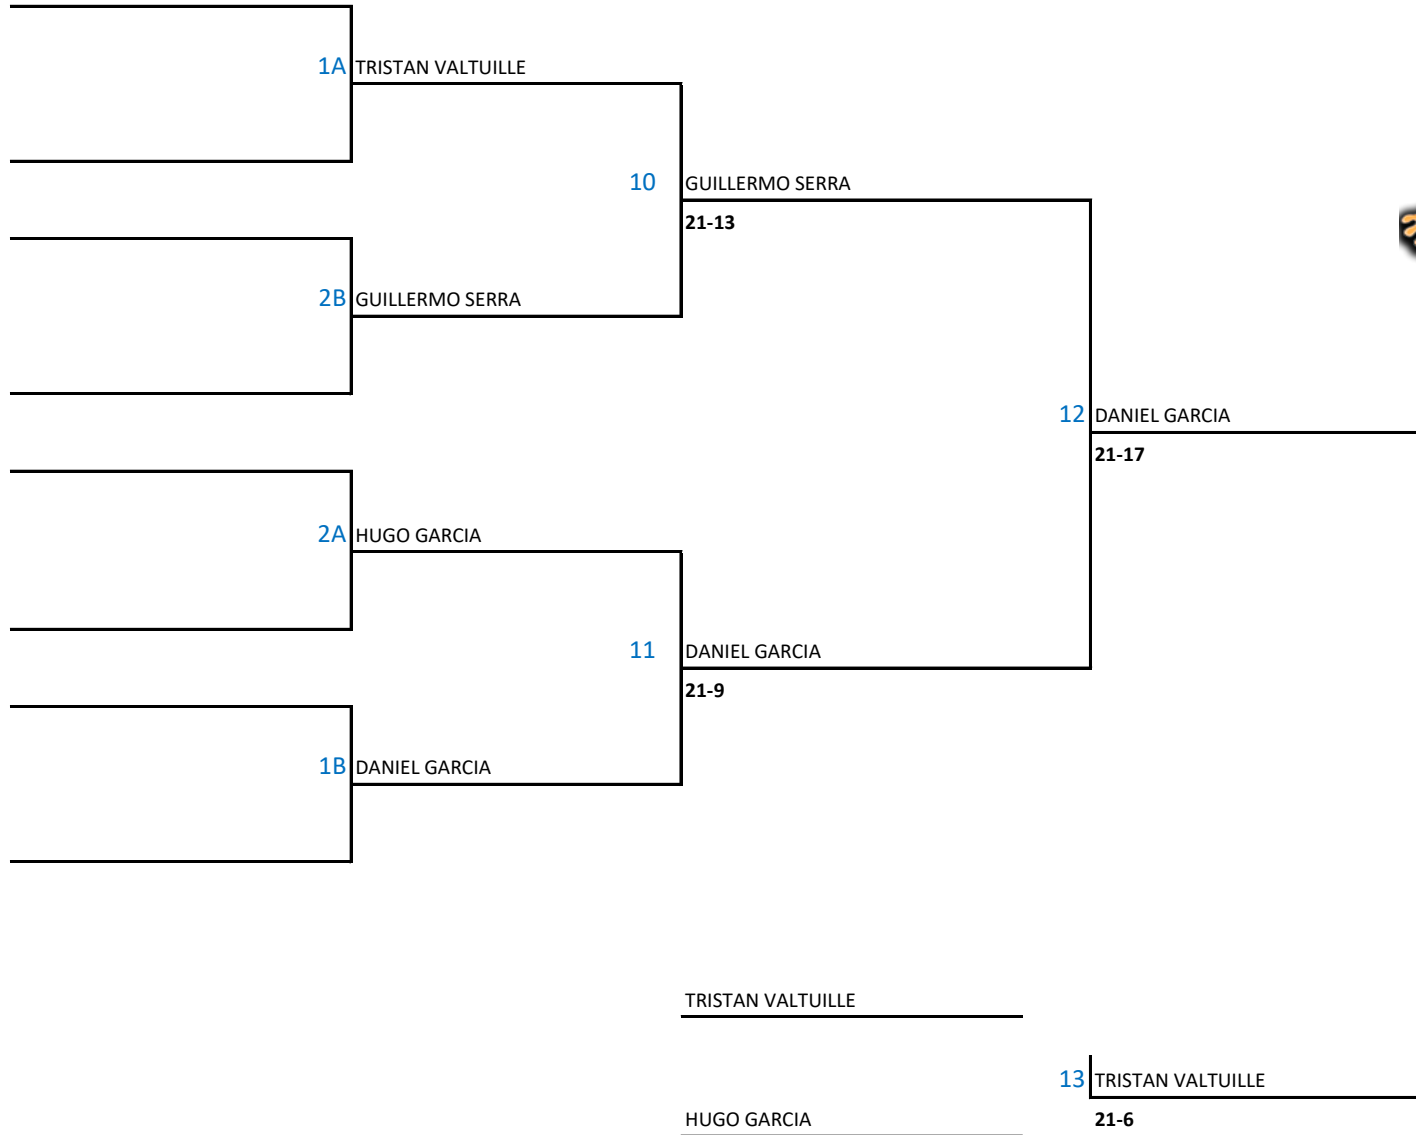 1A TRISTAN VALTUILLE
10 GUILLERMO SERRA
21-13
2B GUILLERMO SERRA
12 DANIEL GARCIA
21-17
2A HUGO GARCIA
11 DANIEL GARCIA
21-9
1B DANIEL GARCIA
TRISTAN VALTUILLE
13 TRISTAN VALTUILLE
HUGO GARCIA
21-6